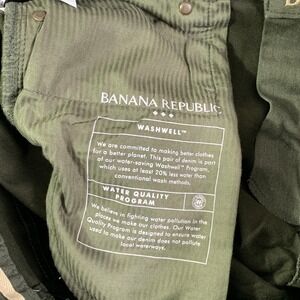 BANANA REPUBLIC
WASHWELL™
We are committed to making better clothes
for a better planet. This pair of denim is part
of our water-saving Washwell™ Program,
which uses at least 20% less water than
conventional wash methods.
WATER QUALITY
PROGRAM
We believe in fighting water pollution in the
places we make our clothes. Our Water
Quality Program is designed to ensure water
used to make our denim does not pollute
local waterways.